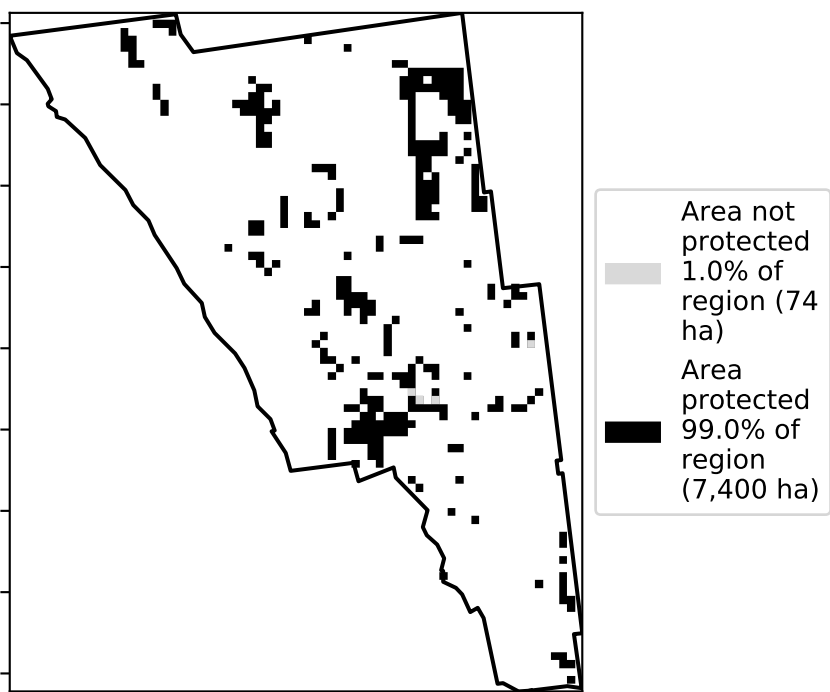 Area not
protected
1.0% of
region (74
ha)
Area
protected
99.0% of
region
(7,400 ha)